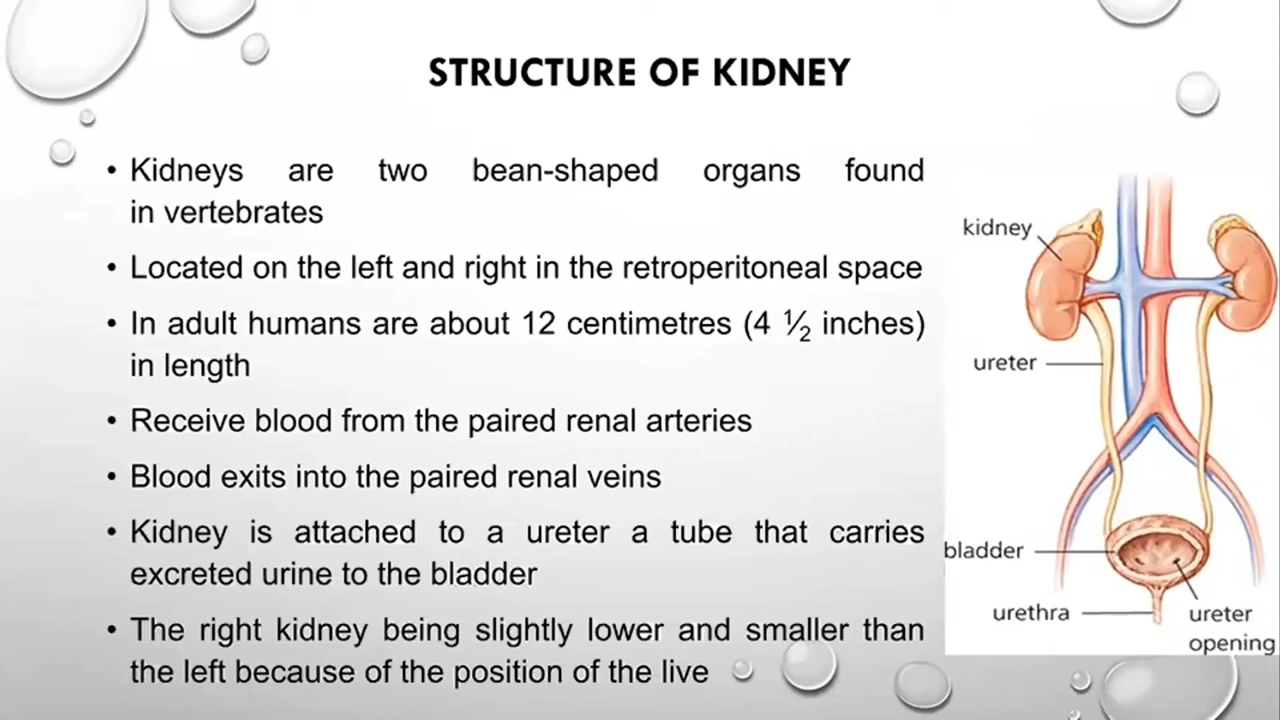 STRUCTURE OF KIDNEY
• Kidneys are two bean-shaped organs found
in vertebrates
• Located on the left and right in the retroperitoneal space
• In adult humans are about 12 centimetres (4 ½ inches)
in length
• Receive blood from the paired renal arteries
• Blood exits into the paired renal veins
• Kidney is attached to a ureter a tube that carries
excreted urine to the bladder
• The right kidney being slightly lower and smaller than
the left because of the position of the live
kidney
ureter
bladder
urethra
ureter
opening